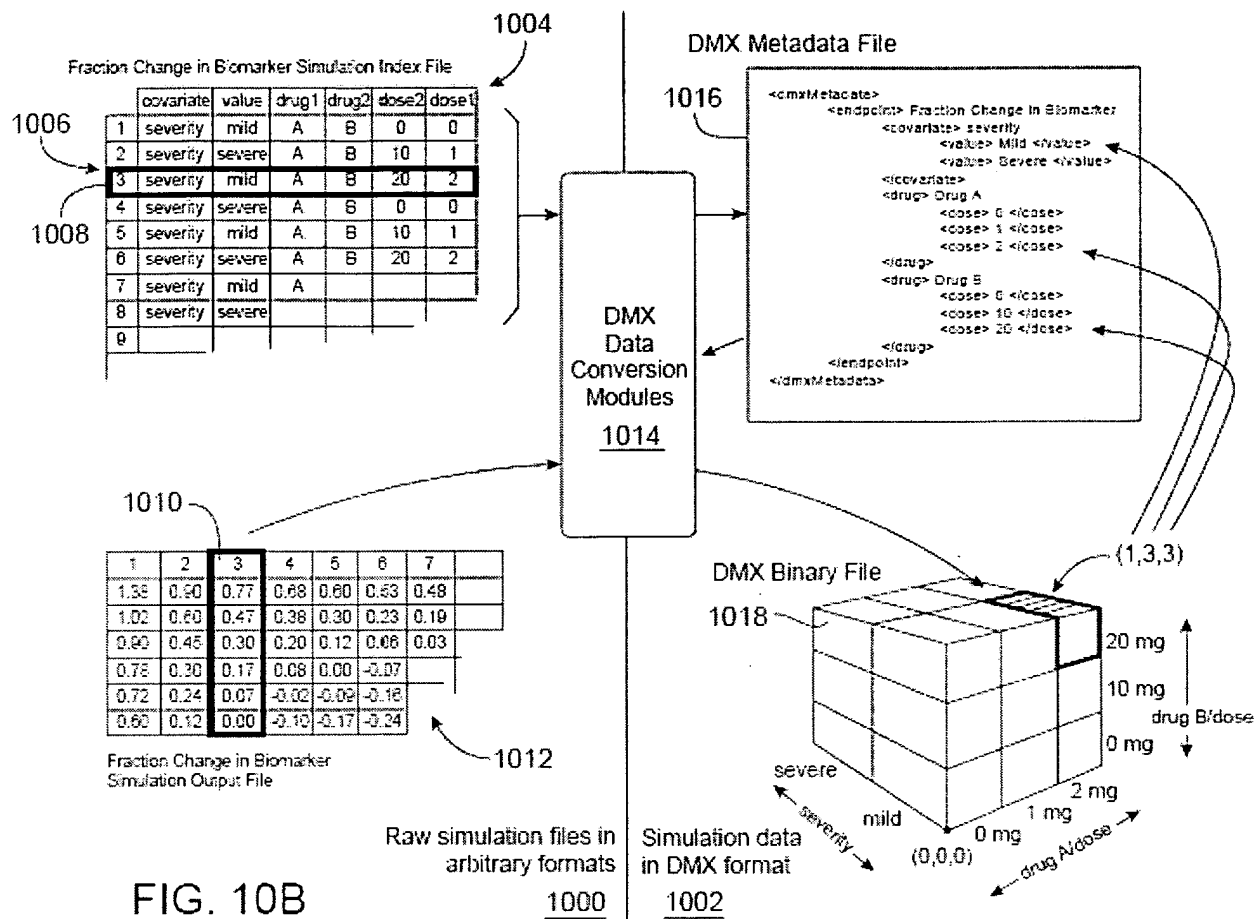 1004
Fraction Change in Biomarker Simulation Index File
covariate value drug1 drug2 dose2 dose1
1006
1 severity mild A B 0 0
2 severity severe A B 10 1
3 severity mild A B 20 2
1008
4 severity severe A B 0 0
5 severity mild A B 10 1
6 severity severe A B 20 2
7 severity mild A
8 severity severe
9
DMX Metadata File
1016
<dmxMetadata>
<endpoint> Fraction Change in Biomarker
<covariate> severity
<value> Mild </value>
<value> Severe </value>
</covariate>
<drug> Drug A
<dose> 0 </dose>
<dose> 1 </dose>
<dose> 2 </dose>
</drug>
<drug> Drug B
<dose> 0 </dose>
<dose> 10 </dose>
<dose> 20 </dose>
</drug>
</endpoint>
</dmxMetadata>
DMX
Data
Conversion
Modules
1014
1010
1 2 3 4 5 6 7
1.38 0.90 0.77 0.68 0.60 0.53 0.48
1.02 0.60 0.47 0.38 0.30 0.23 0.19
0.90 0.45 0.30 0.20 0.12 0.06 0.03
0.78 0.30 0.17 0.08 0.00 -0.07
0.72 0.24 0.07 -0.02 -0.09 -0.16
0.60 0.12 0.00 -0.10 -0.17 -0.24
1012
Fraction Change in Biomarker
Simulation Output File
(1,3,3)
DMX Binary File
1018
20 mg
10 mg
drug B/dose
0 mg
severe
mild
severity
2 mg
1 mg
0 mg
(0,0,0)
drug A/dose
Raw simulation files in
arbitrary formats
1000
Simulation data
in DMX format
1002
FIG. 10B